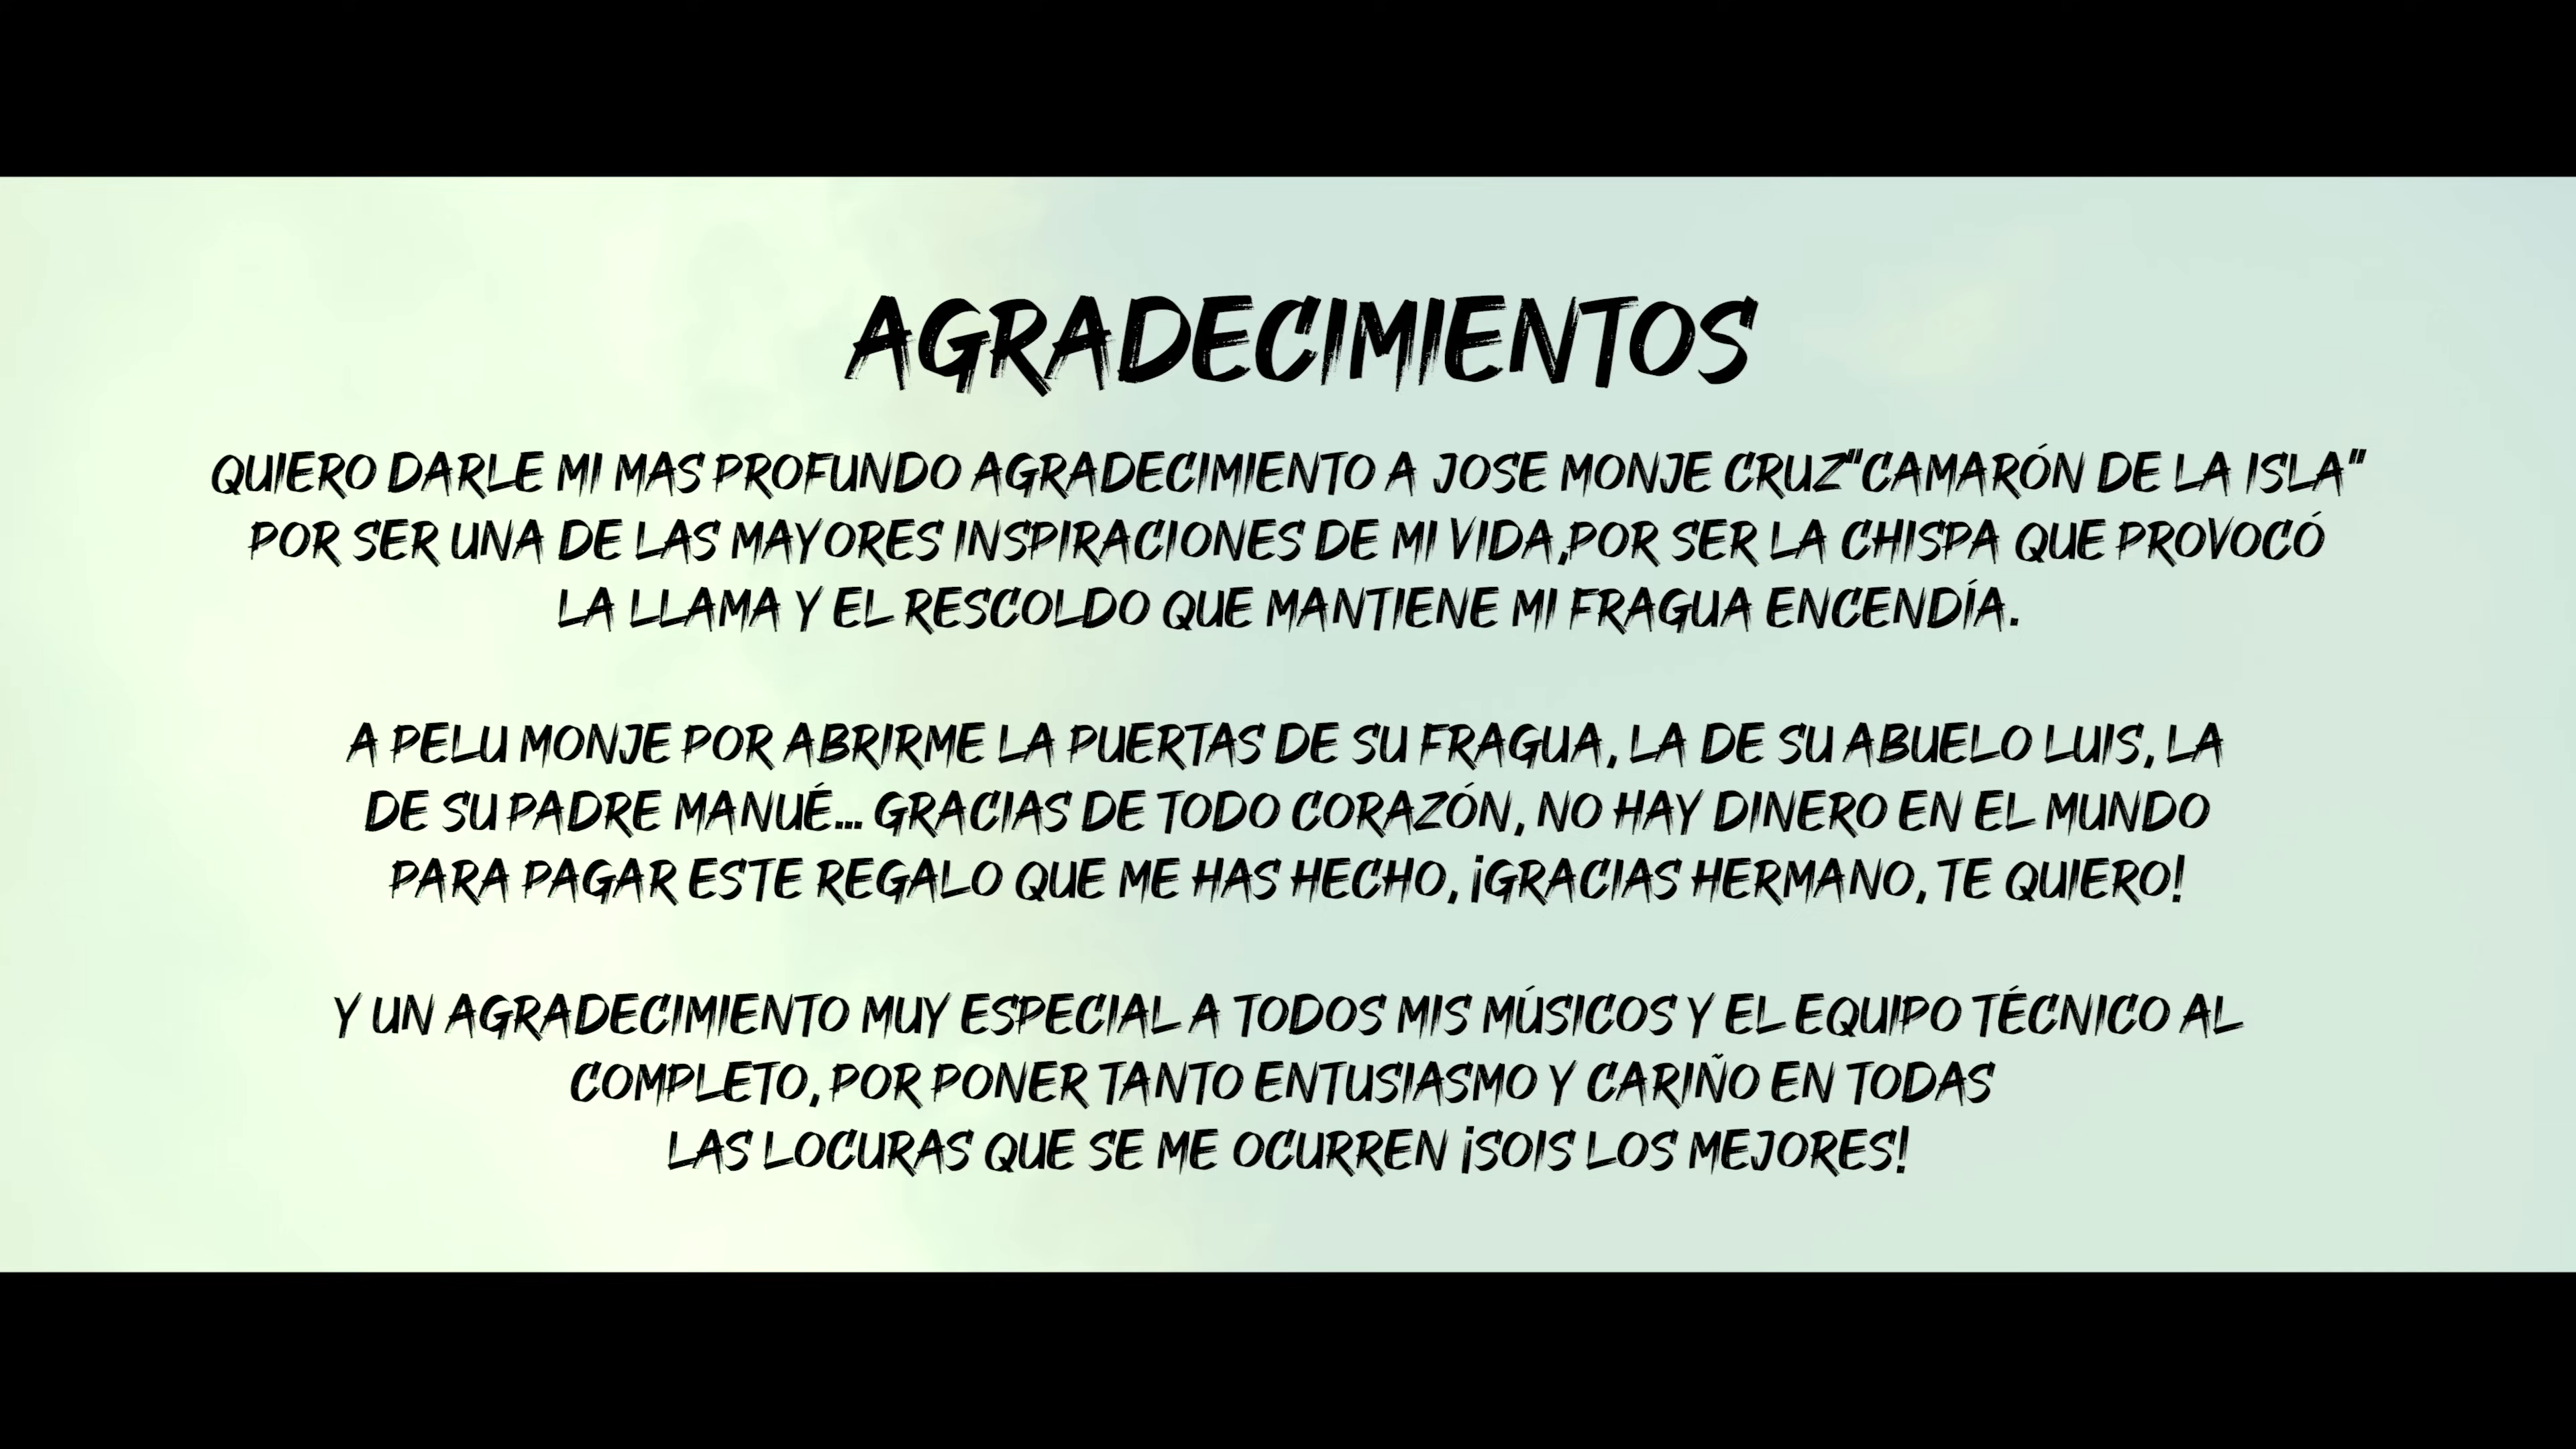 AGRADECIMIENTOS
QUIERO DARLE MI MAS PROFUNDO AGRADECIMIENTO A JOSE MONJE CRUZ"CAMARÓN DE LA ISLA"
POR SER UNA DE LAS MAYORES INSPIRACIONES DE MI VIDA,POR SER LA CHISPA QUE PROVOCÓ
LA LLAMA Y EL RESCOLDO QUE MANTIENE MI FRAGUA ENCENDÍA.
A PELU MONJE POR ABRIRME LA PUERTAS DE SU FRAGUA, LA DE SU ABUELO LUIS, LA
DE SU PADRE MANUÉ... GRACIAS DE TODO CORAZÓN, NO HAY DINERO EN EL MUNDO
PARA PAGAR ESTE REGALO QUE ME HAS HECHO, ¡GRACIAS HERMANO, TE QUIERO!
Y UN AGRADECIMIENTO MUY ESPECIAL A TODOS MIS MÚSICOS Y EL EQUIPO TÉCNICO AL
COMPLETO, POR PONER TANTO ENTUSIASMO Y CARIÑO EN TODAS
LAS LOCURAS QUE SE ME OCURREN ¡SOIS LOS MEJORES!